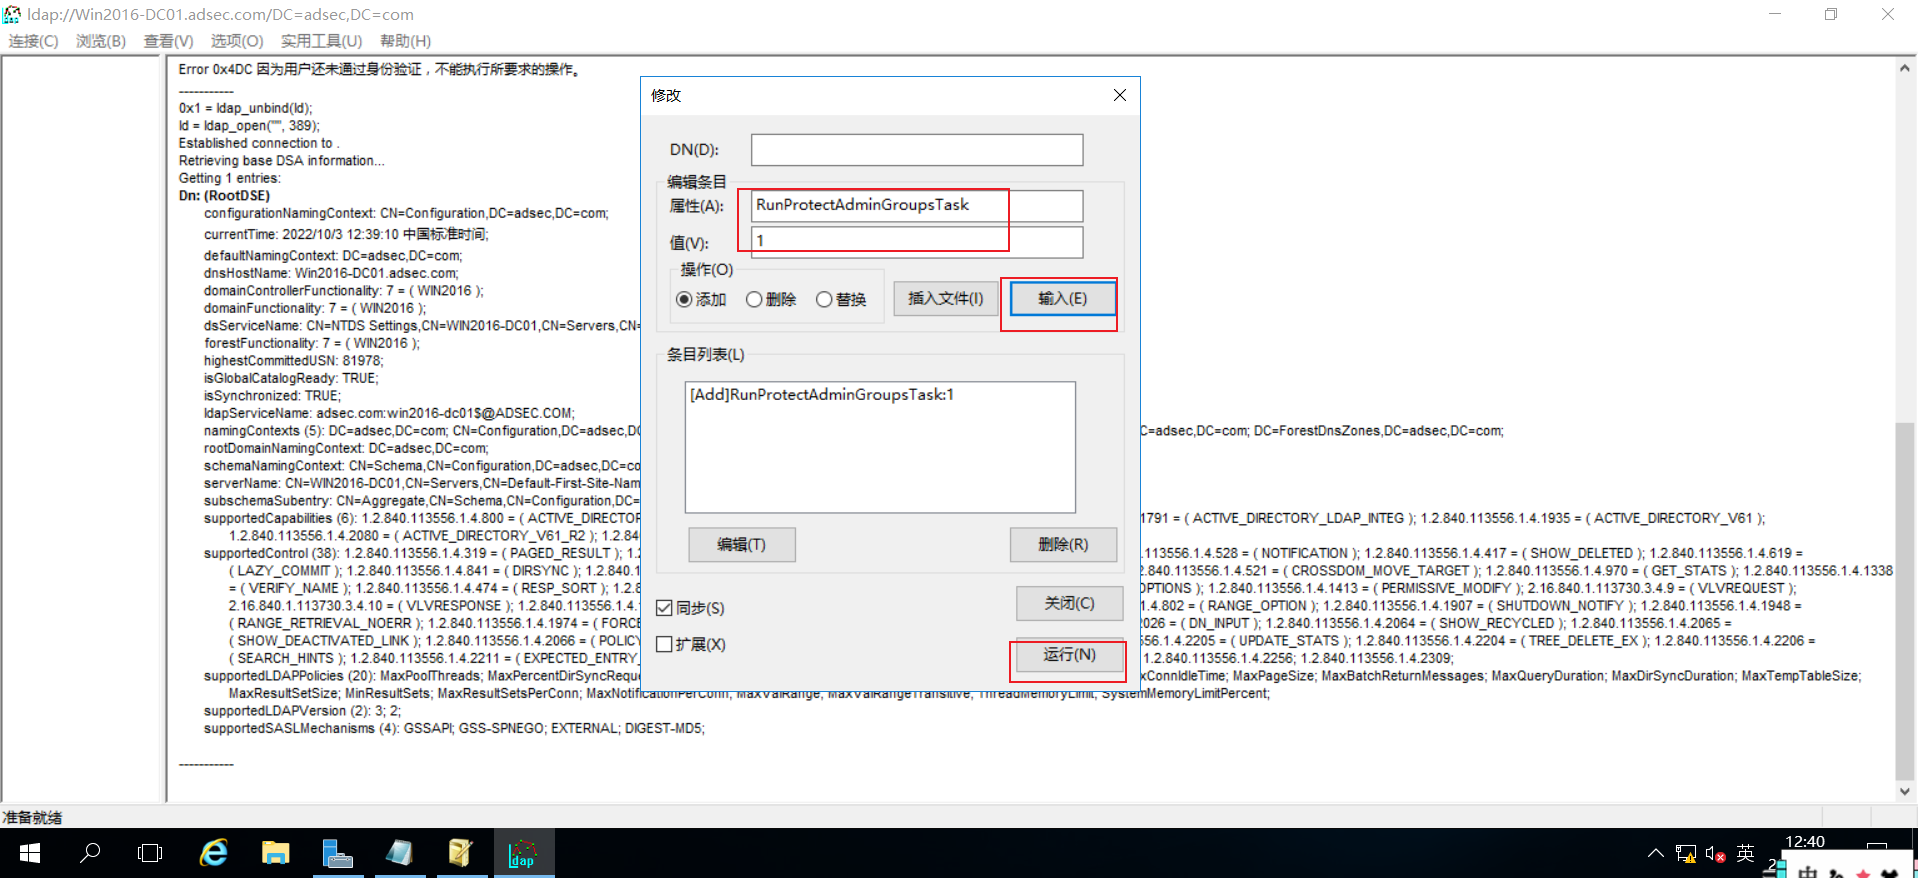 ldap://Win2016-DC01.adsec.com/DC=adsec,DC=com
连接(C) 浏览(B) 查看(V) 选项(O) 实用工具(U) 帮助(H)
Error 0x4DC 因为用户还未通过身份验证，不能执行所要求的操作。
-----------
0x1 = ldap_unbind(ld);
ld = ldap_open("", 389);
Established connection to .
Retrieving base DSA information...
Getting 1 entries:
Dn: (RootDSE)
configurationNamingContext: CN=Configuration,DC=adsec,DC=com;
currentTime: 2022/10/3 12:39:10 中国标准时间;
defaultNamingContext: DC=adsec,DC=com;
dnsHostName: Win2016-DC01.adsec.com;
domainControllerFunctionality: 7 = ( WIN2016 );
domainFunctionality: 7 = ( WIN2016 );
dsServiceName: CN=NTDS Settings,CN=WIN2016-DC01,CN=Servers,CN=
forestFunctionality: 7 = ( WIN2016 );
highestCommittedUSN: 81978;
isGlobalCatalogReady: TRUE;
isSynchronized: TRUE;
ldapServiceName: adsec.com:win2016-dc01$@ADSEC.COM;
namingContexts (5): DC=adsec,DC=com; CN=Configuration,DC=adsec,DC C=adsec,DC=com; DC=ForestDnsZones,DC=adsec,DC=com;
rootDomainNamingContext: DC=adsec,DC=com;
schemaNamingContext: CN=Schema,CN=Configuration,DC=adsec,DC=co
serverName: CN=WIN2016-DC01,CN=Servers,CN=Default-First-Site-Nam
subschemaSubentry: CN=Aggregate,CN=Schema,CN=Configuration,DC=
supportedCapabilities (6): 1.2.840.113556.1.4.800 = ( ACTIVE_DIRECTOR 1791 = ( ACTIVE_DIRECTORY_LDAP_INTEG ); 1.2.840.113556.1.4.1935 = ( ACTIVE_DIRECTORY_V61 );
1.2.840.113556.1.4.2080 = ( ACTIVE_DIRECTORY_V61_R2 ); 1.2.84
supportedControl (38): 1.2.840.113556.1.4.319 = ( PAGED_RESULT ); 1.2 .113556.1.4.528 = ( NOTIFICATION ); 1.2.840.113556.1.4.417 = ( SHOW_DELETED ); 1.2.840.113556.1.4.619 =
( LAZY_COMMIT ); 1.2.840.113556.1.4.841 = ( DIRSYNC ); 1.2.840 .4.521 = ( CROSSDOM_MOVE_TARGET ); 1.2.840.113556.1.4.970 = ( GET_STATS ); 1.2.840.113556.1.4.1338
= ( VERIFY_NAME ); 1.2.840.113556.1.4.474 = ( RESP_SORT ); 1.2.8 OPTIONS ); 1.2.840.113556.1.4.1413 = ( PERMISSIVE_MODIFY ); 2.16.840.1.113730.3.4.9 = ( VLVREQUEST );
2.16.840.1.113730.3.4.10 = ( VLVRESPONSE ); 1.2.840.113556.1.4. 1.4.802 = ( RANGE_OPTION ); 1.2.840.113556.1.4.1907 = ( SHUTDOWN_NOTIFY ); 1.2.840.113556.1.4.1948 =
( RANGE_RETRIEVAL_NOERR ); 1.2.840.113556.1.4.1974 = ( FORCE 2026 = ( DN_INPUT ); 1.2.840.113556.1.4.2064 = ( SHOW_RECYCLED ); 1.2.840.113556.1.4.2065 =
( SHOW_DEACTIVATED_LINK ); 1.2.840.113556.1.4.2066 = ( POLICY 56.1.4.2205 = ( UPDATE_STATS ); 1.2.840.113556.1.4.2204 = ( TREE_DELETE_EX ); 1.2.840.113556.1.4.2206 =
( SEARCH_HINTS ); 1.2.840.113556.1.4.2211 = ( EXPECTED_ENTRY_ 1.2.840.113556.1.4.2256; 1.2.840.113556.1.4.2309;
supportedLDAPPolicies (20): MaxPoolThreads; MaxPercentDirSyncReque xConnIdleTime; MaxPageSize; MaxBatchReturnMessages; MaxQueryDuration; MaxDirSyncDuration; MaxTempTableSize;
MaxResultSetSize; MinResultSets; MaxResultSetsPerConn; MaxNotificationPerConn; MaxValRange; MaxValRangeTransitive; ThreadMemoryLimit; SystemMemoryLimitPercent;
supportedLDAPVersion (2): 3; 2;
supportedSASLMechanisms (4): GSSAPI; GSS-SPNEGO; EXTERNAL; DIGEST-MD5;
-----------
修改
DN(D):
编辑条目
属性(A): RunProtectAdminGroupsTask
值(V): 1
操作(O)
添加 删除 替换 插入文件(I) 输入(E)
条目列表(L)
[Add]RunProtectAdminGroupsTask:1
编辑(T) 删除(R)
同步(S) 关闭(C)
扩展(X) 运行(N)
准备就绪
ldap
英 12:40